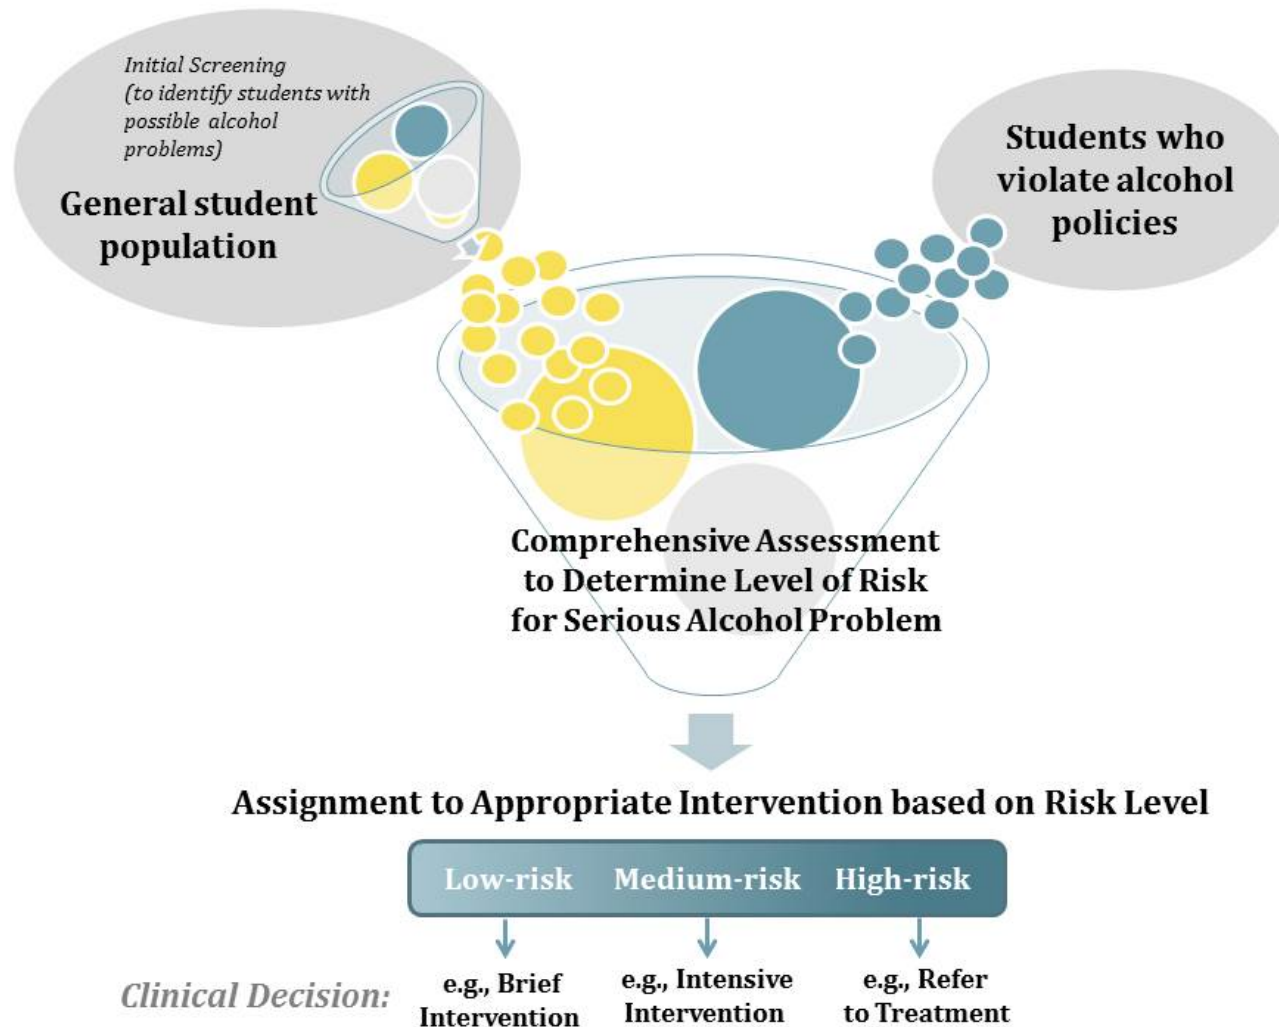 Initial Screening
(to identify students with
possible alcohol
problems)
General student
population
Students who
violate alcohol
policies
Comprehensive Assessment
to Determine Level of Risk
for Serious Alcohol Problem
Assignment to Appropriate Intervention based on Risk Level
Low-risk Medium-risk High-risk
Clinical Decision:
e.g., Brief
Intervention
e.g., Intensive
Intervention
e.g., Refer
to Treatment